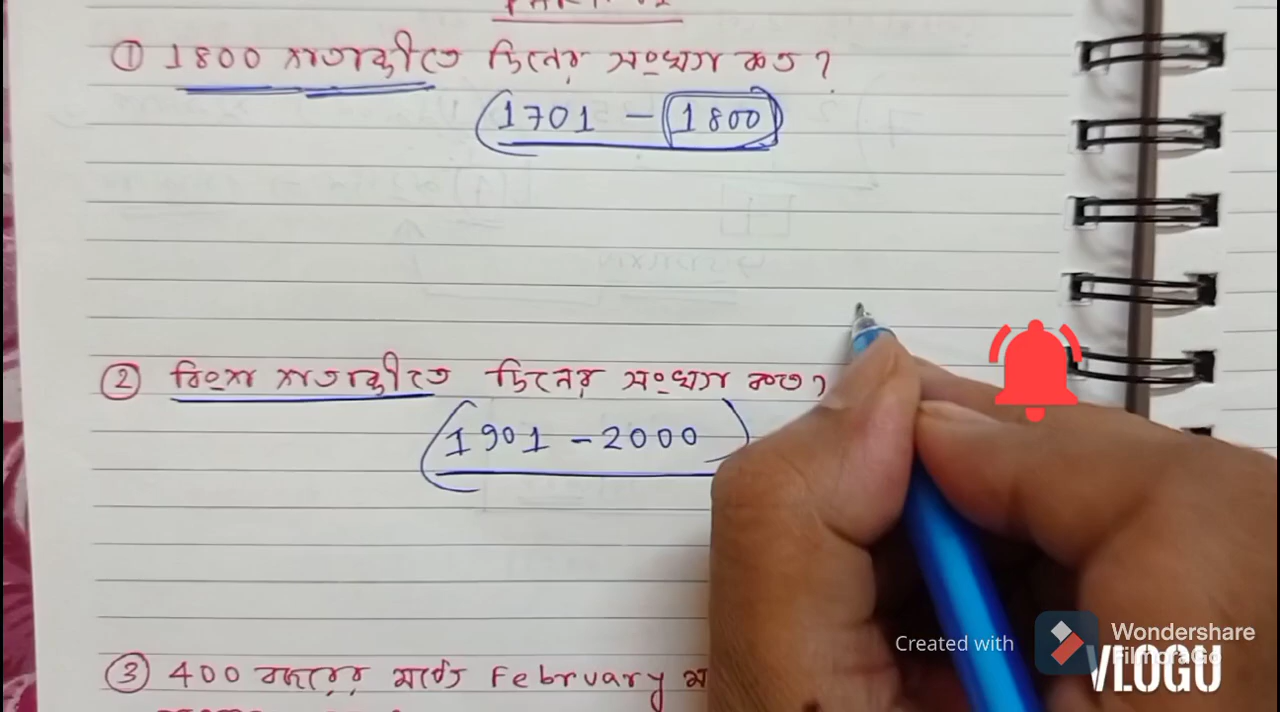 ① 1800 শতাব্দীতে দিনের সংখ্যা কত ?
(1701 - 1800)
② বিংশ শতাব্দীতে দিনের সংখ্যা কত ?
(1901 - 2000)
③ 400 বছরের মধ্যে February
Created with
Wondershare
FilmoraGo
VLOGU